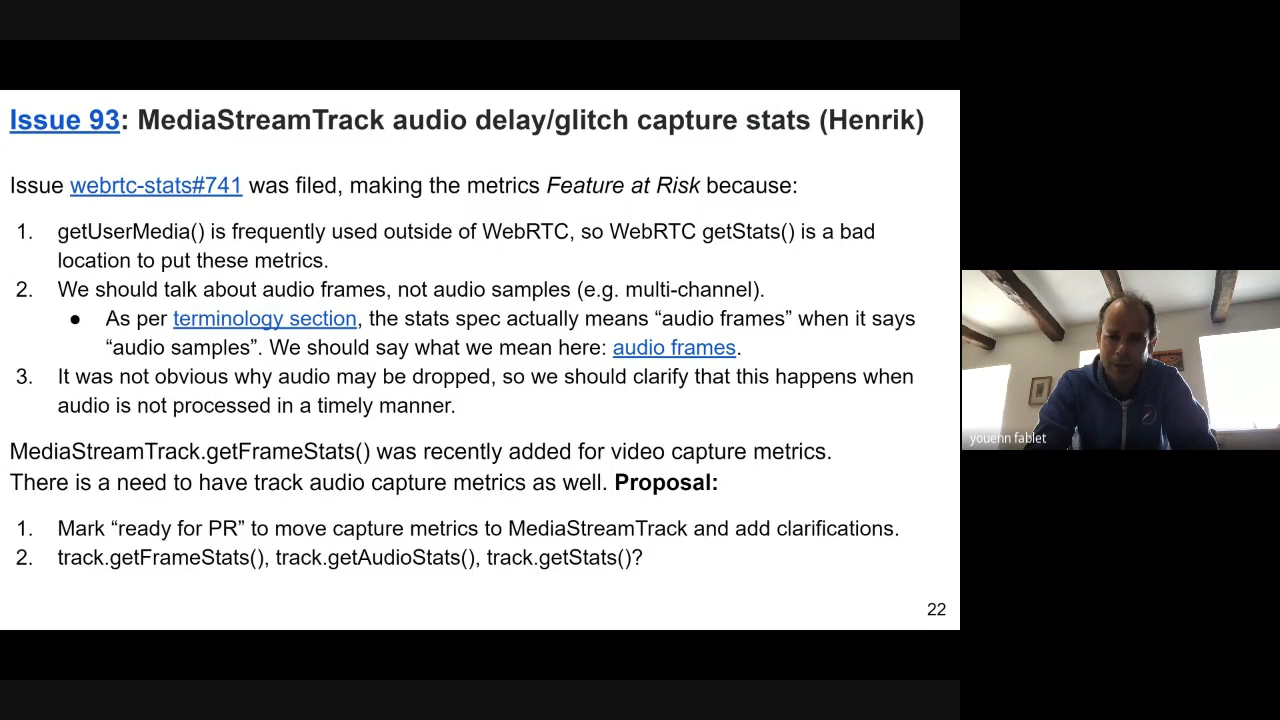 Issue 93: MediaStreamTrack audio delay/glitch capture stats (Henrik)
Issue webrtc-stats#741 was filed, making the metrics Feature at Risk because:
1. getUserMedia() is frequently used outside of WebRTC, so WebRTC getStats() is a bad
location to put these metrics.
2. We should talk about audio frames, not audio samples (e.g. multi-channel).
● As per terminology section, the stats spec actually means “audio frames” when it says
“audio samples”. We should say what we mean here: audio frames.
3. It was not obvious why audio may be dropped, so we should clarify that this happens when
audio is not processed in a timely manner.
MediaStreamTrack.getFrameStats() was recently added for video capture metrics.
There is a need to have track audio capture metrics as well. Proposal:
1. Mark “ready for PR” to move capture metrics to MediaStreamTrack and add clarifications.
2. track.getFrameStats(), track.getAudioStats(), track.getStats()?
22
youenn fablet